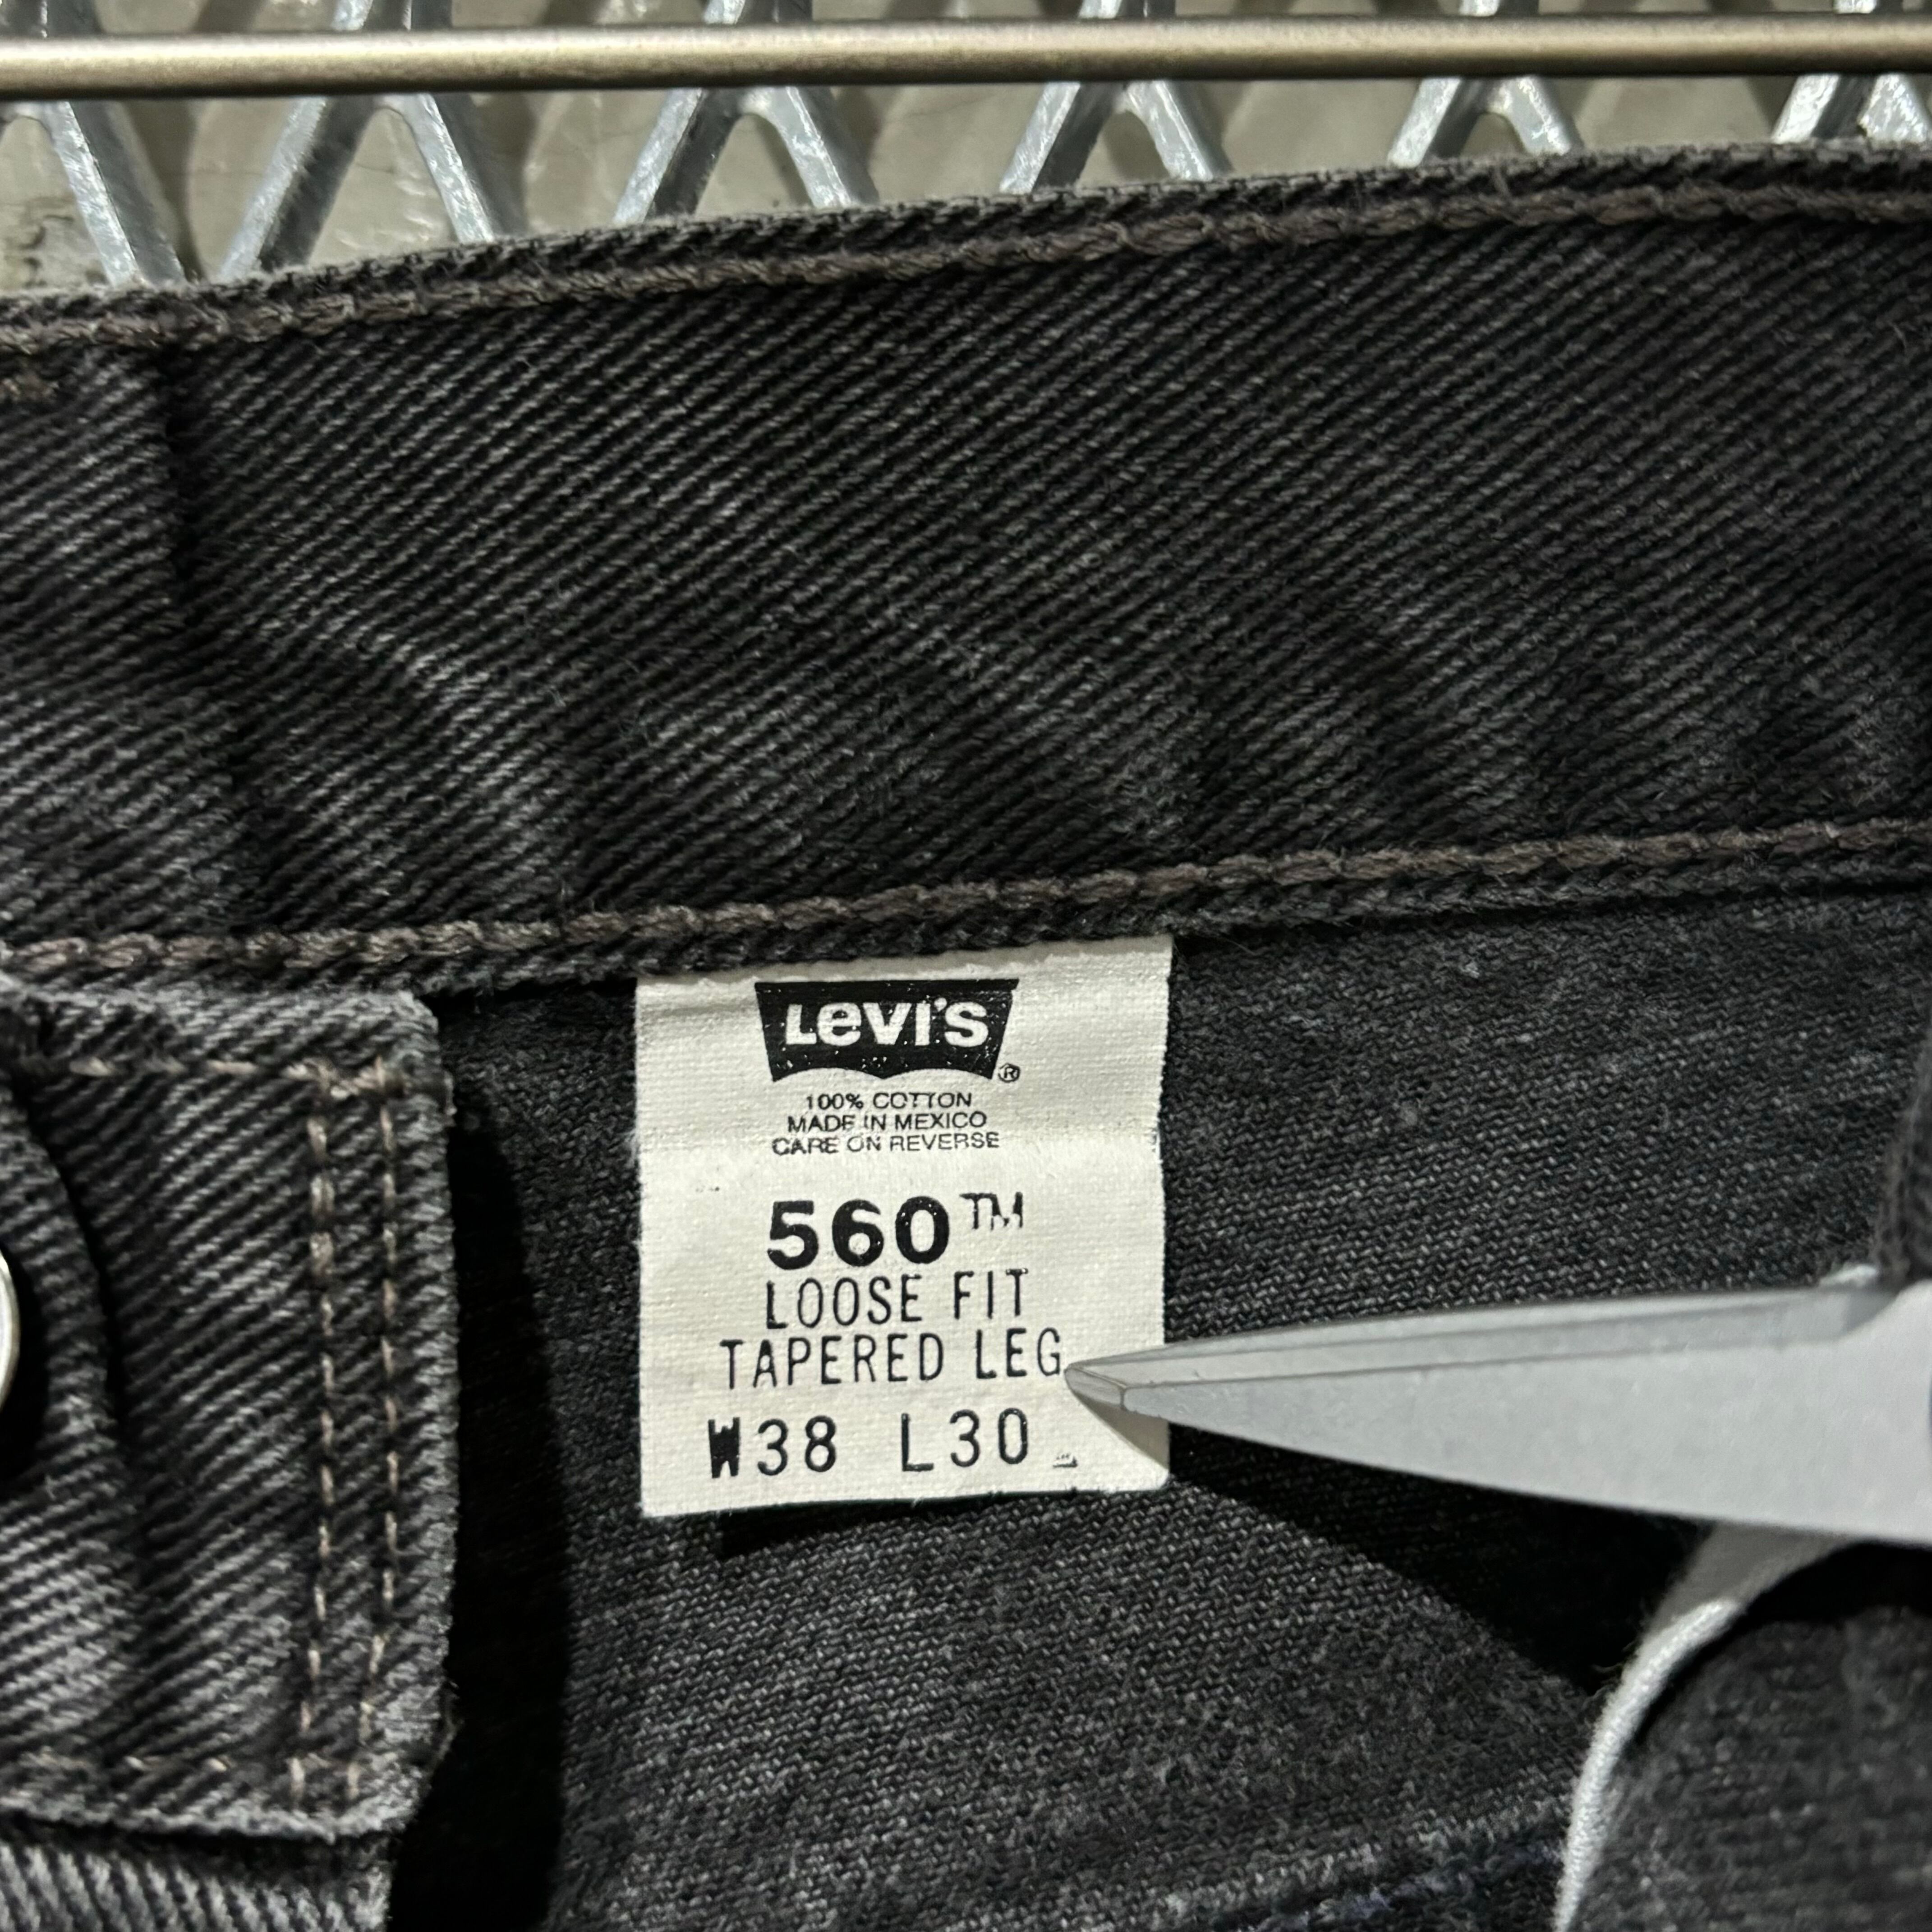 Levi's®
100% COTTON
MADE IN MEXICO
CARE ON REVERSE
560™
LOOSE FIT
TAPERED LEG
W38 L30